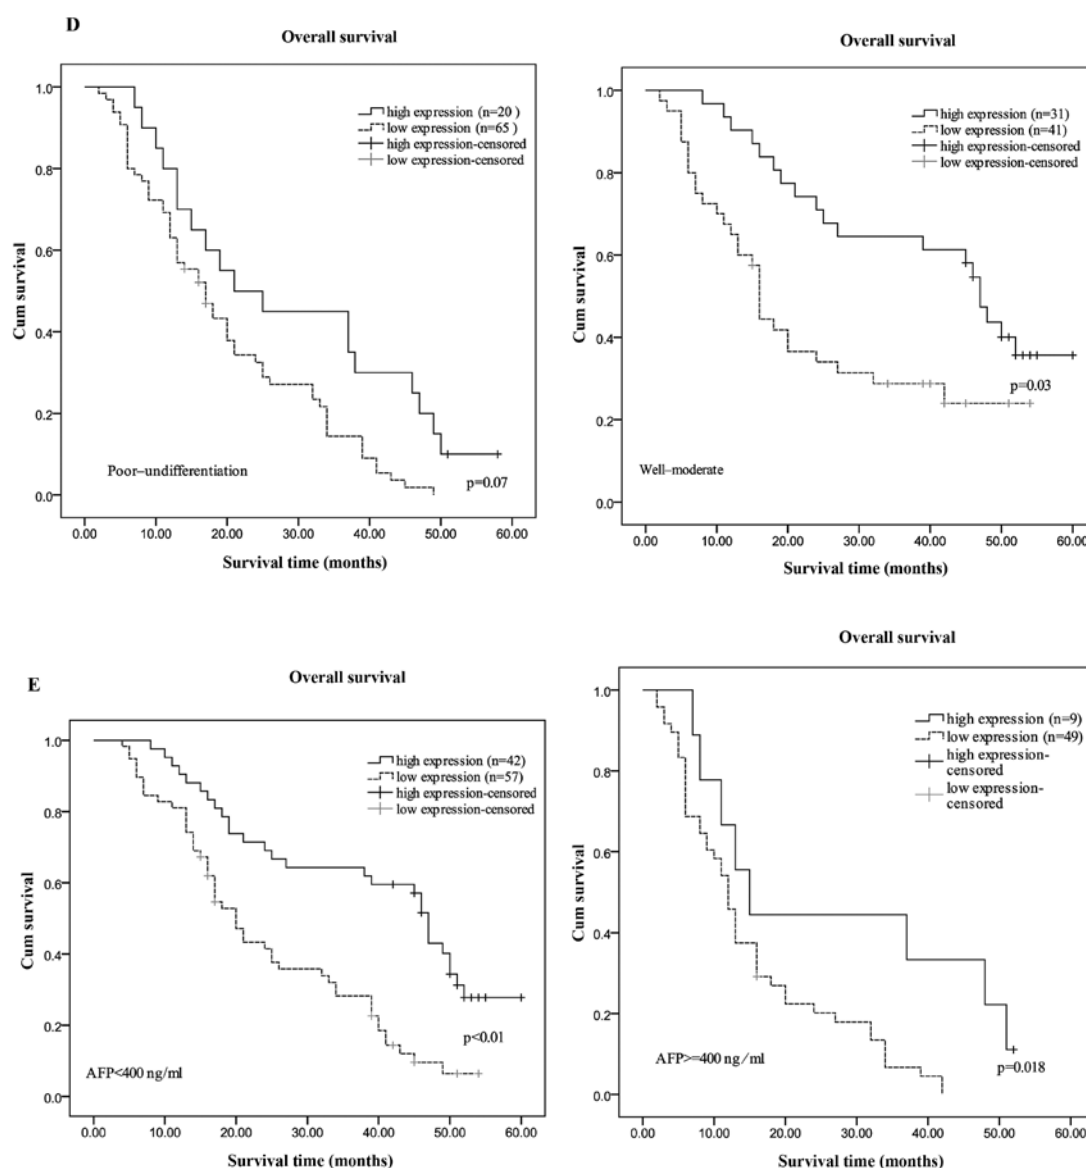 D
Overall survival
high expression (n=20 )
low expression (n=65 )
high expression-censored
low expression-censored
Cum survival
1.0
0.8
0.6
0.4
0.2
0.0
Poor–undifferentiation
p=0.07
0.00 10.00 20.00 30.00 40.00 50.00 60.00
Survival time (months)
Overall survival
high expression (n=31)
low expression (n=41)
high expression-censored
low expression-censored
Cum survival
1.0
0.8
0.6
0.4
0.2
0.0
p=0.03
Well–moderate
0.00 10.00 20.00 30.00 40.00 50.00 60.00
Survival time (months)
E
Overall survival
high expression (n=42)
low expression (n=57)
high expression-censored
low expression-censored
Cum survival
1.0
0.8
0.6
0.4
0.2
0.0
p<0.01
AFP<400 ng/ml
0.00 10.00 20.00 30.00 40.00 50.00 60.00
Survival time (months)
Overall survival
high expression (n=9)
low expression (n=49)
high expression-
censored
low expression-
censored
Cum survival
1.0
0.8
0.6
0.4
0.2
0.0
AFP>=400 ng/ml
p=0.018
0.00 10.00 20.00 30.00 40.00 50.00 60.00
Survival time (months)